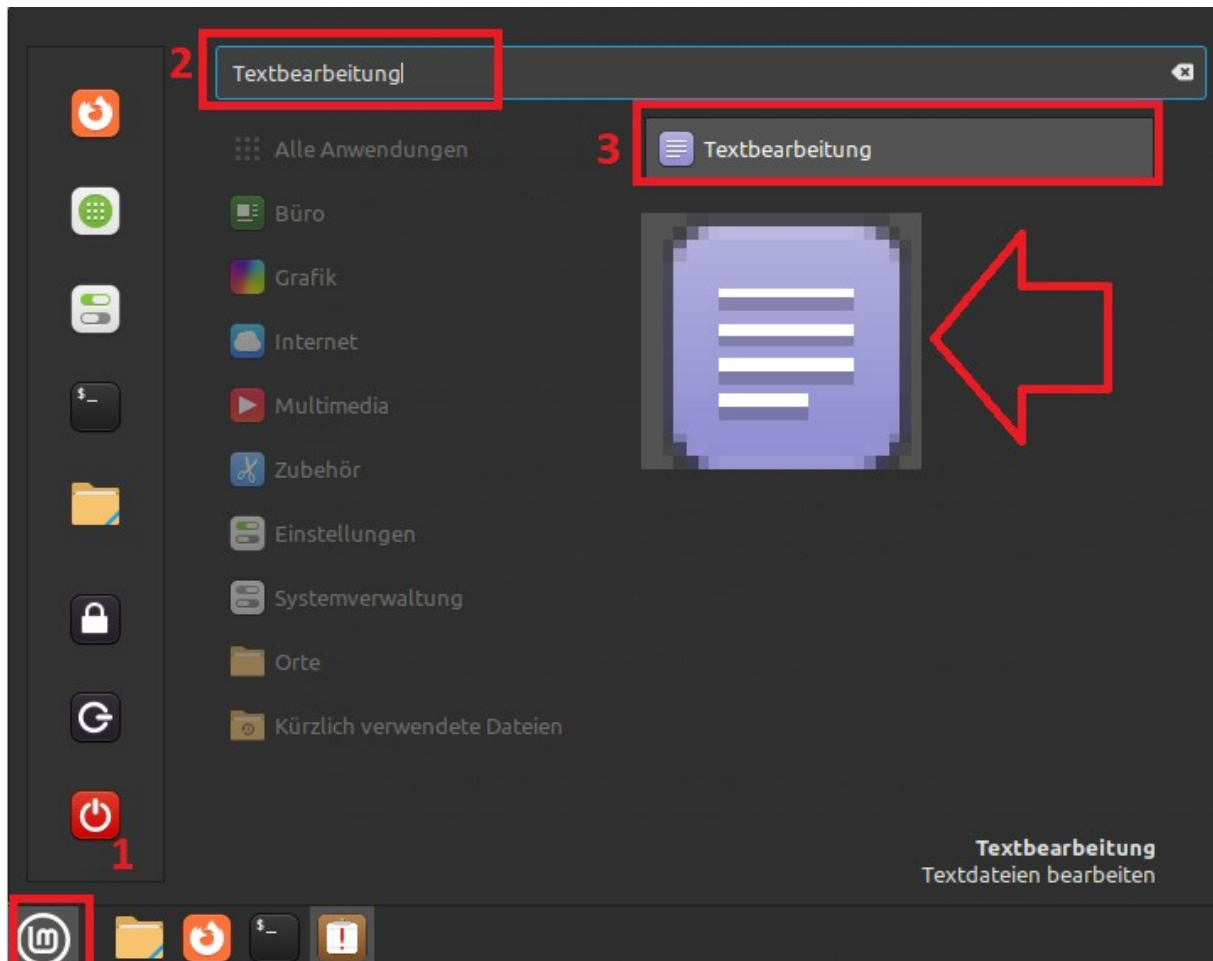 2
Textbearbeitung
Alle Anwendungen
3
Textbearbeitung
Büro
Grafik
Internet
Multimedia
Zubehör
Einstellungen
Systemverwaltung
Orte
Kürzlich verwendete Dateien
1
Textbearbeitung
Textdateien bearbeiten